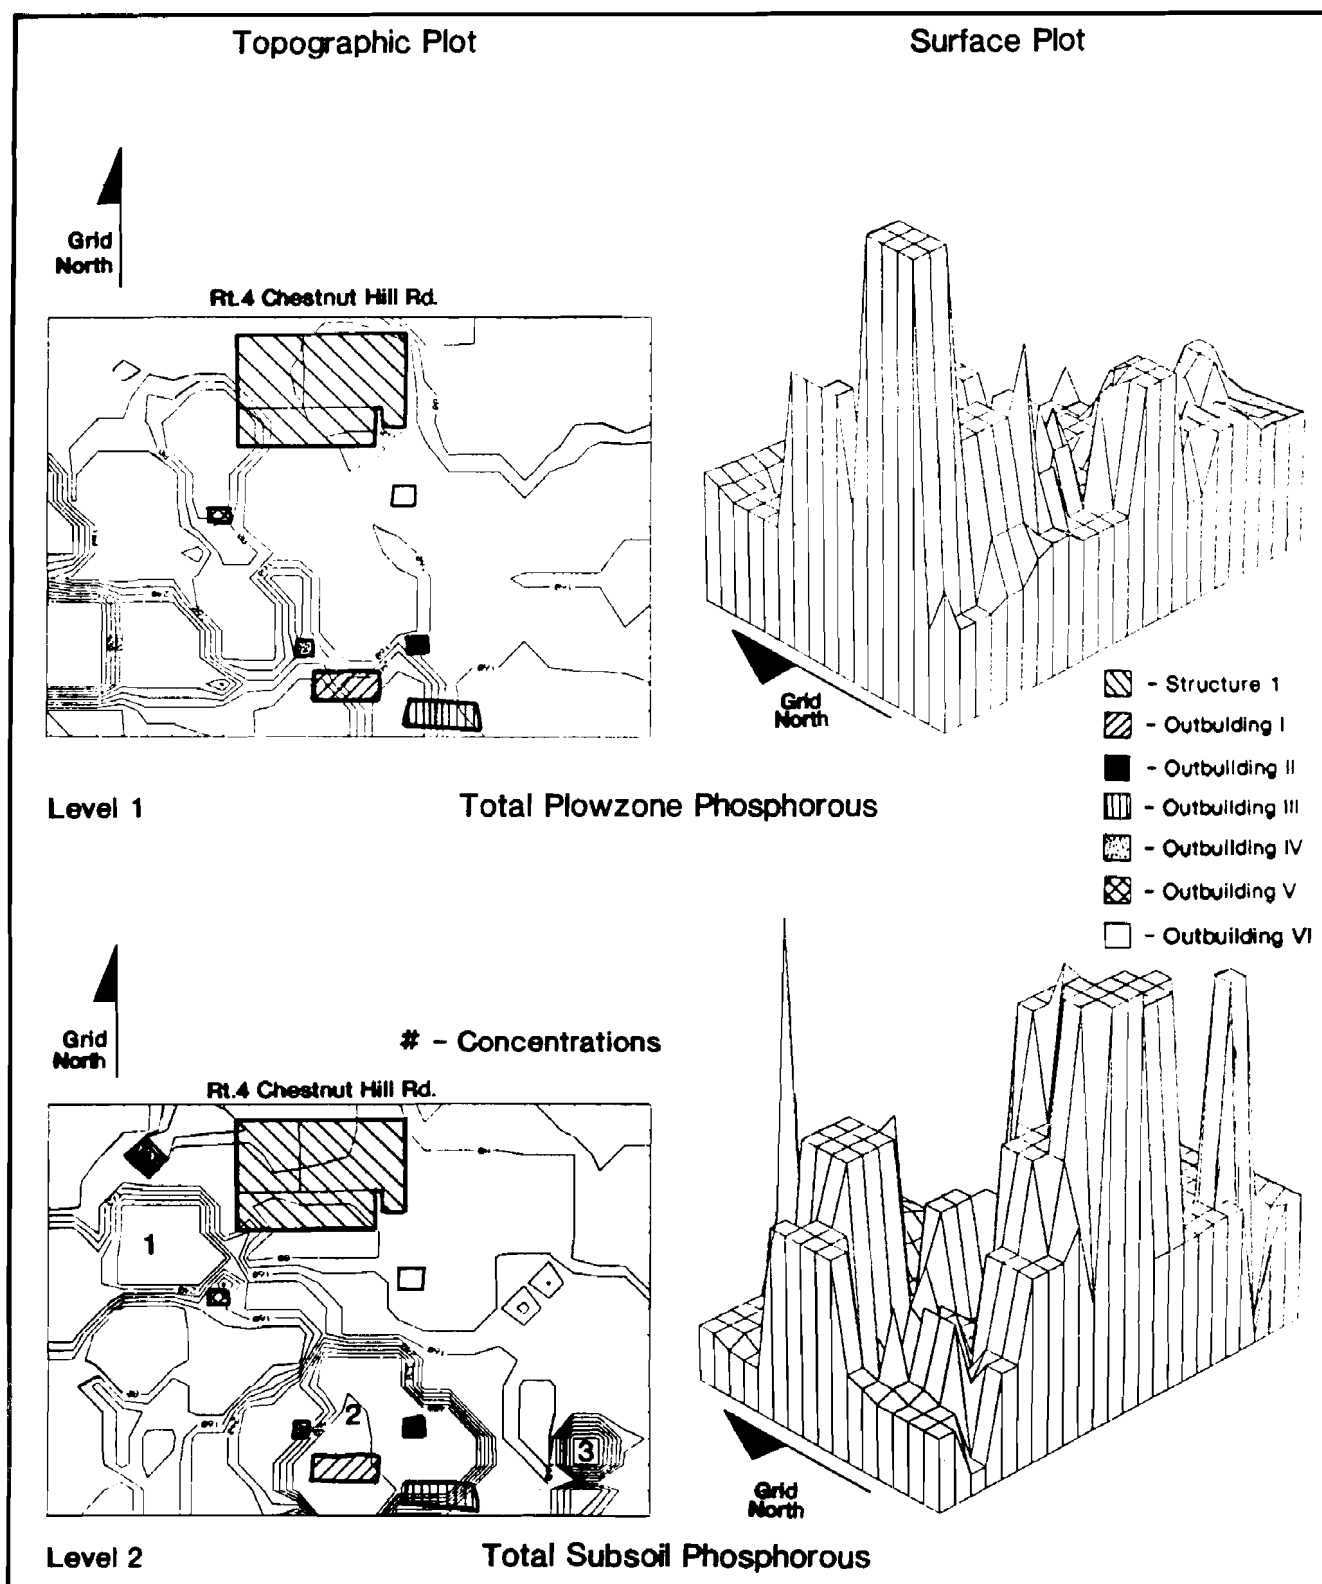 Topographic Plot
Surface Plot
Grid
North
Rt.4 Chestnut Hill Rd.
Grid
North
- Structure 1
- Outbuilding I
- Outbuilding II
- Outbuilding III
- Outbuilding IV
- Outbuilding V
- Outbuilding VI
Level 1
Total Plowzone Phosphorous
Grid
North
# - Concentrations
Rt.4 Chestnut Hill Rd.
1
2
3
Grid
North
Level 2
Total Subsoil Phosphorous